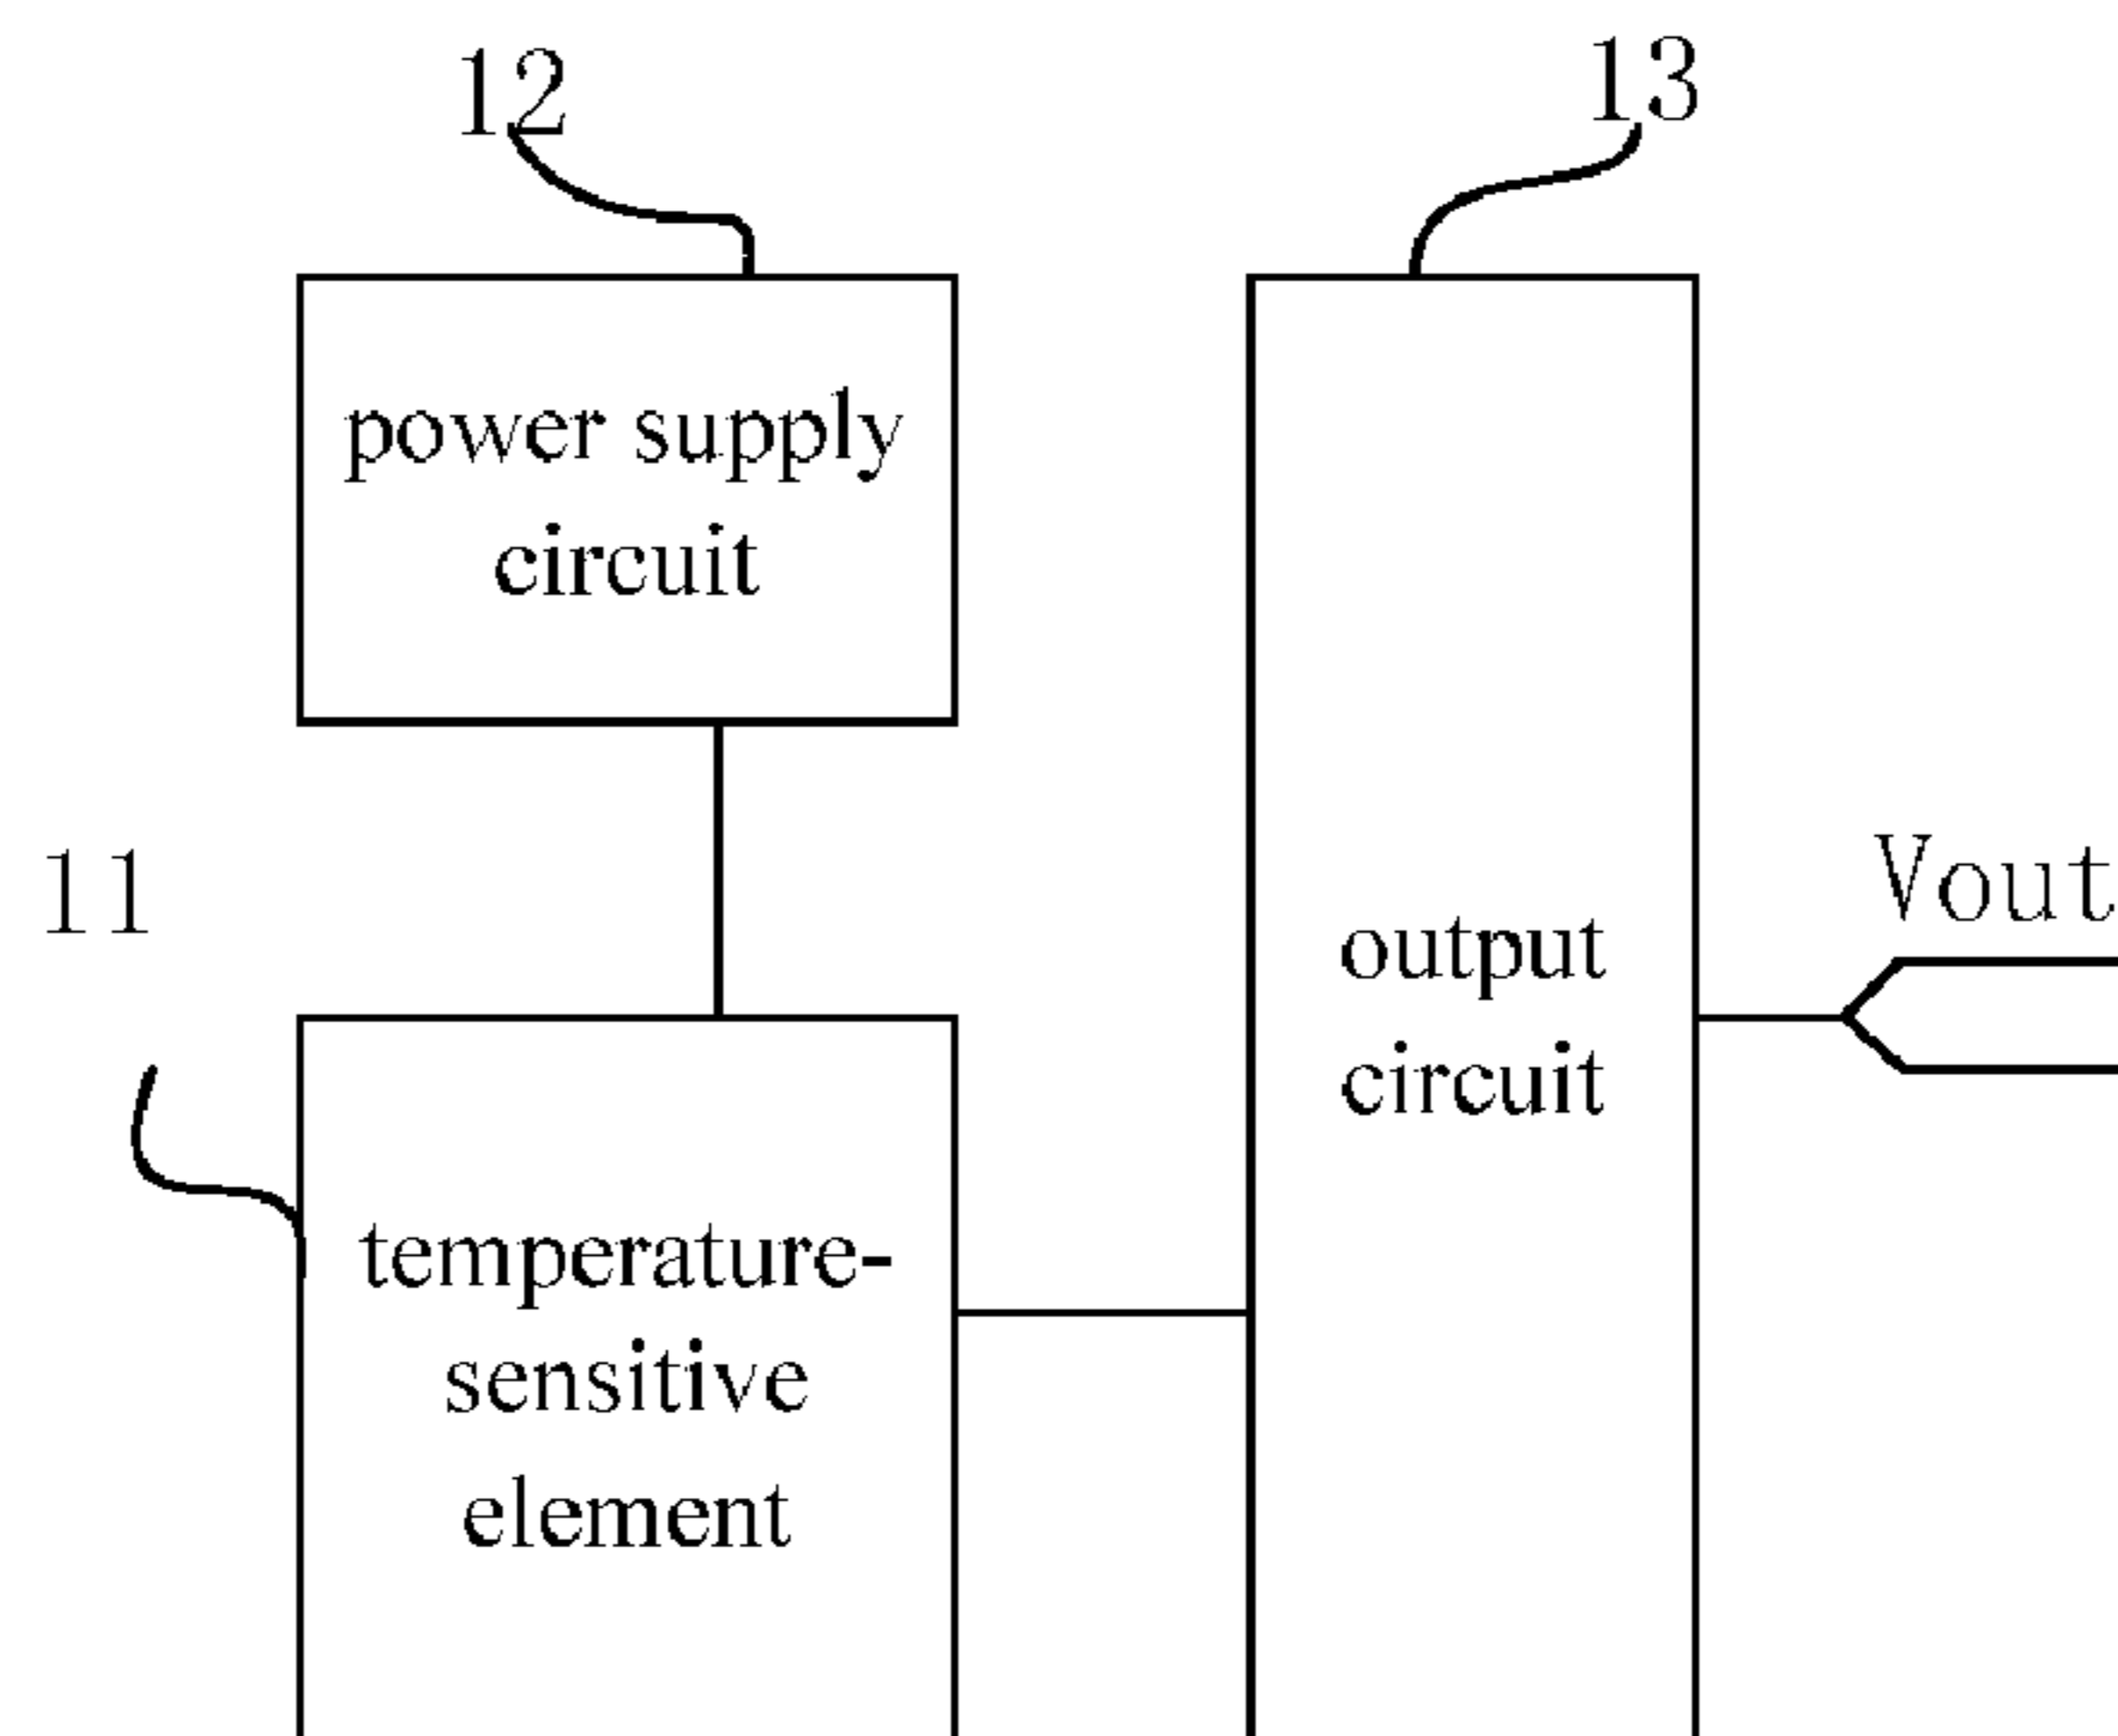 12
13
power supply
circuit
11
Vout
output
circuit
temperature-
sensitive
element